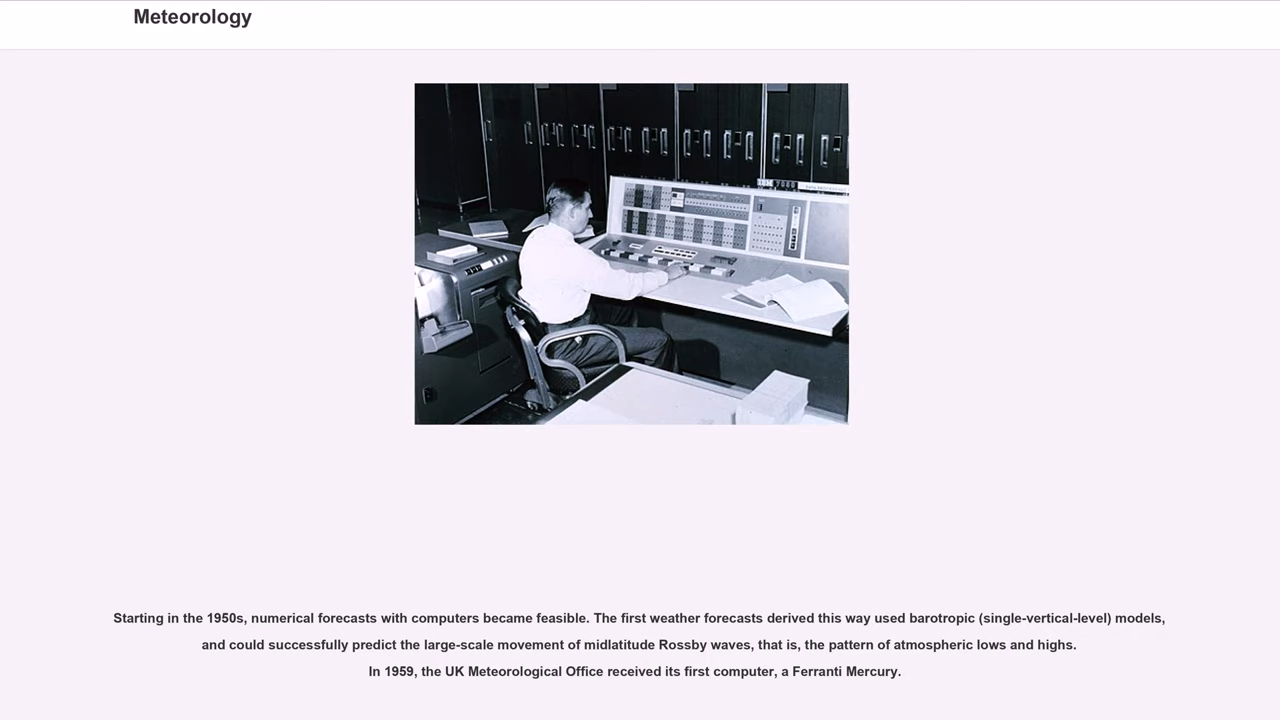 Meteorology
IBM 7090
Starting in the 1950s, numerical forecasts with computers became feasible. The first weather forecasts derived this way used barotropic (single-vertical-level) models,
and could successfully predict the large-scale movement of midlatitude Rossby waves, that is, the pattern of atmospheric lows and highs.
In 1959, the UK Meteorological Office received its first computer, a Ferranti Mercury.